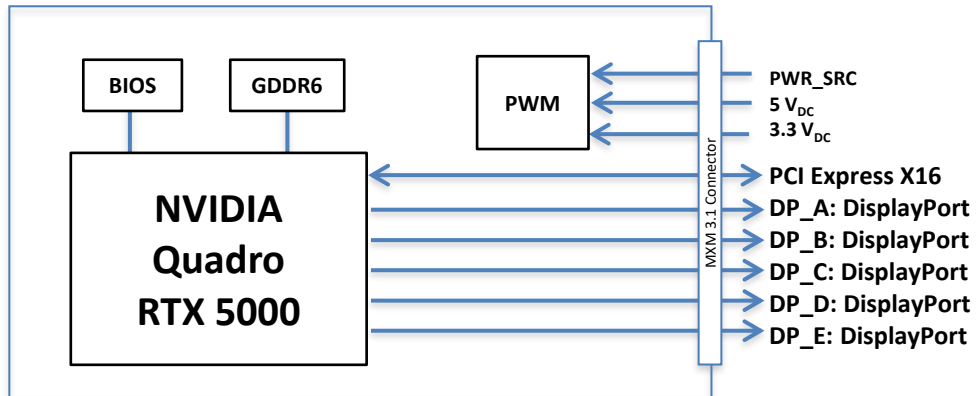 BIOS
GDDR6
PWM
NVIDIA
Quadro
RTX 5000
MXM 3.1 Connector
PWR_SRC
5 VDC
3.3 VDC
PCI Express X16
DP_A: DisplayPort
DP_B: DisplayPort
DP_C: DisplayPort
DP_D: DisplayPort
DP_E: DisplayPort